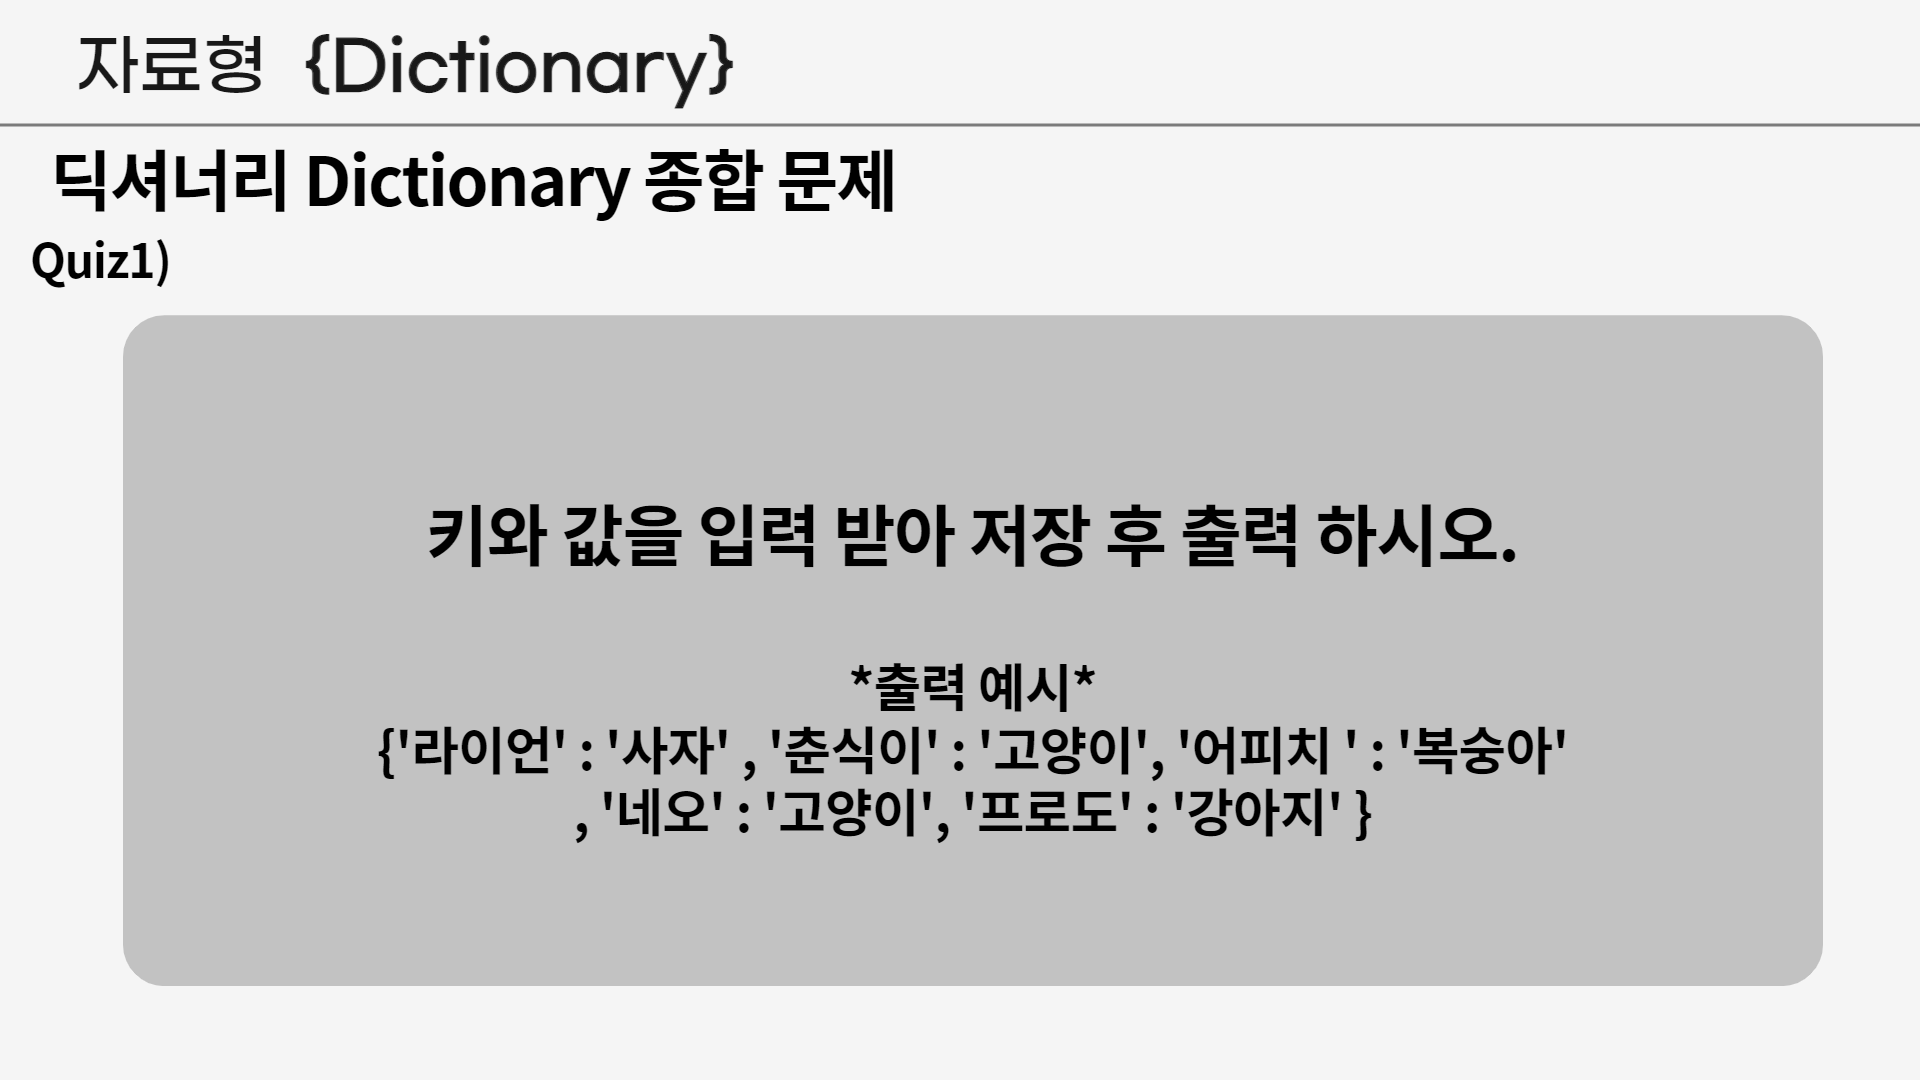 자료형 {Dictionary}
딕셔너리 Dictionary 종합 문제
Quiz1)
키와 값을 입력 받아 저장 후 출력 하시오.
*출력 예시*
{'라이언' : '사자' , '춘식이' : '고양이', '어피치 ' : '복숭아'
, '네오' : '고양이', '프로도' : '강아지' }